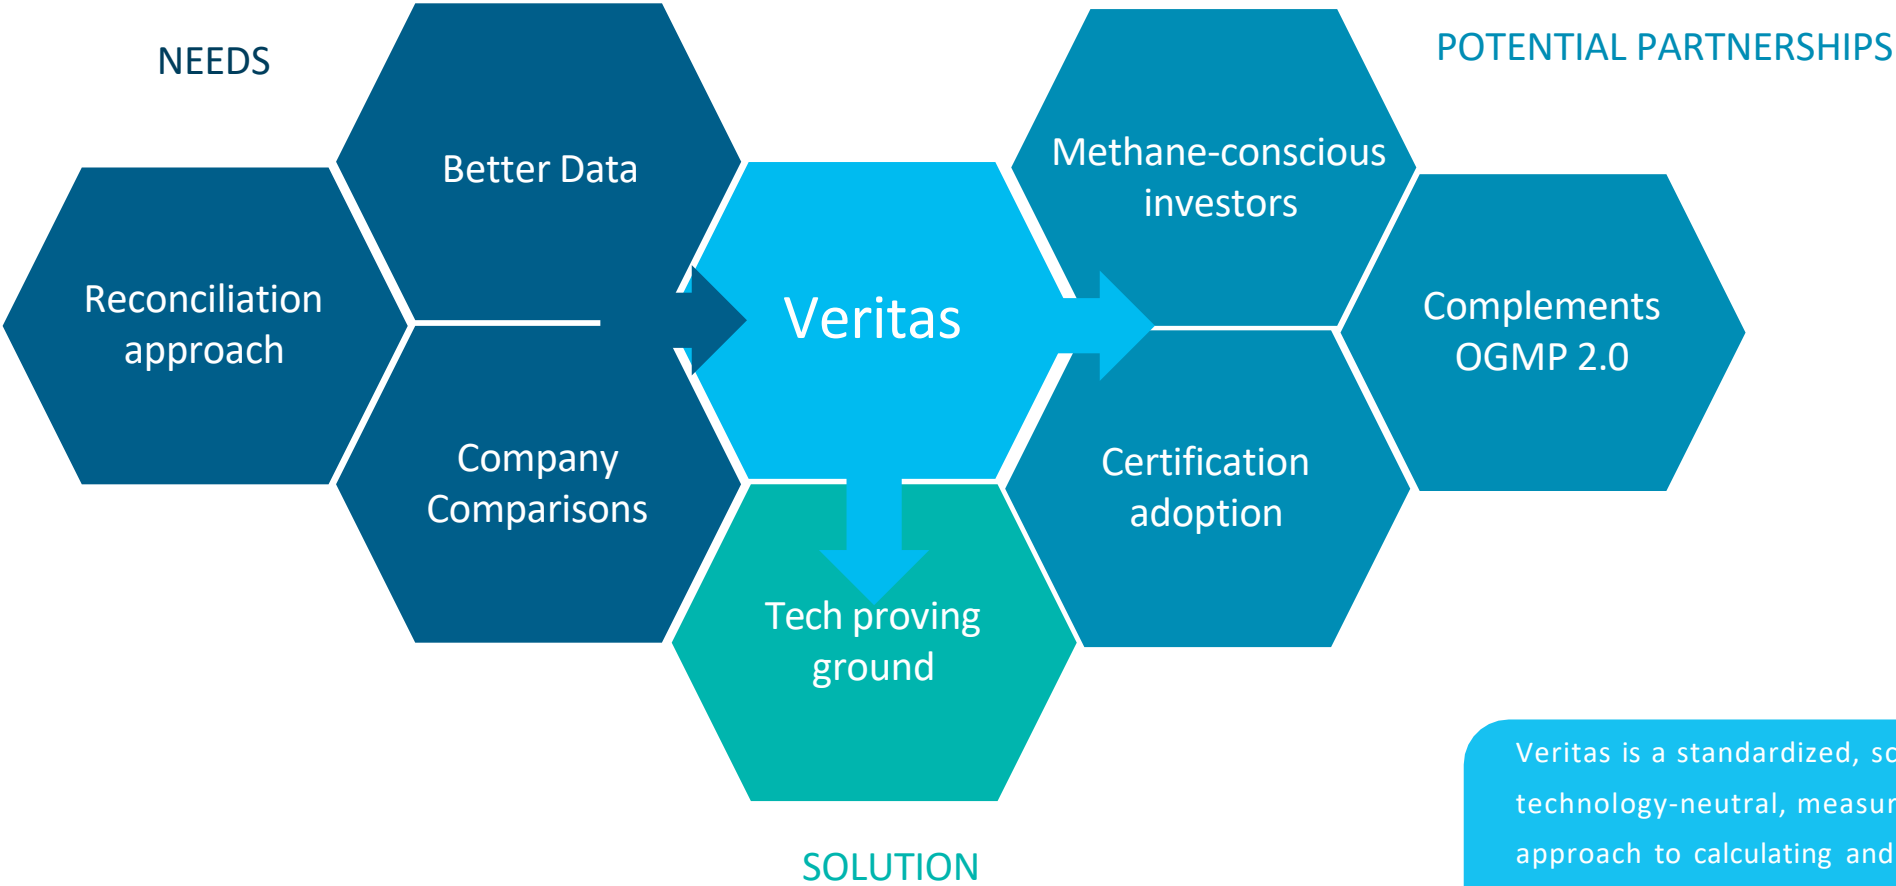 NEEDS
POTENTIAL PARTNERSHIPS
Better Data
Reconciliation
approach
Company
Comparisons
Veritas
Methane-conscious
investors
Complements
OGMP 2.0
Certification
adoption
Tech proving
ground
SOLUTION
Veritas is a standardized,
technology-neutral,
approach to calculating and